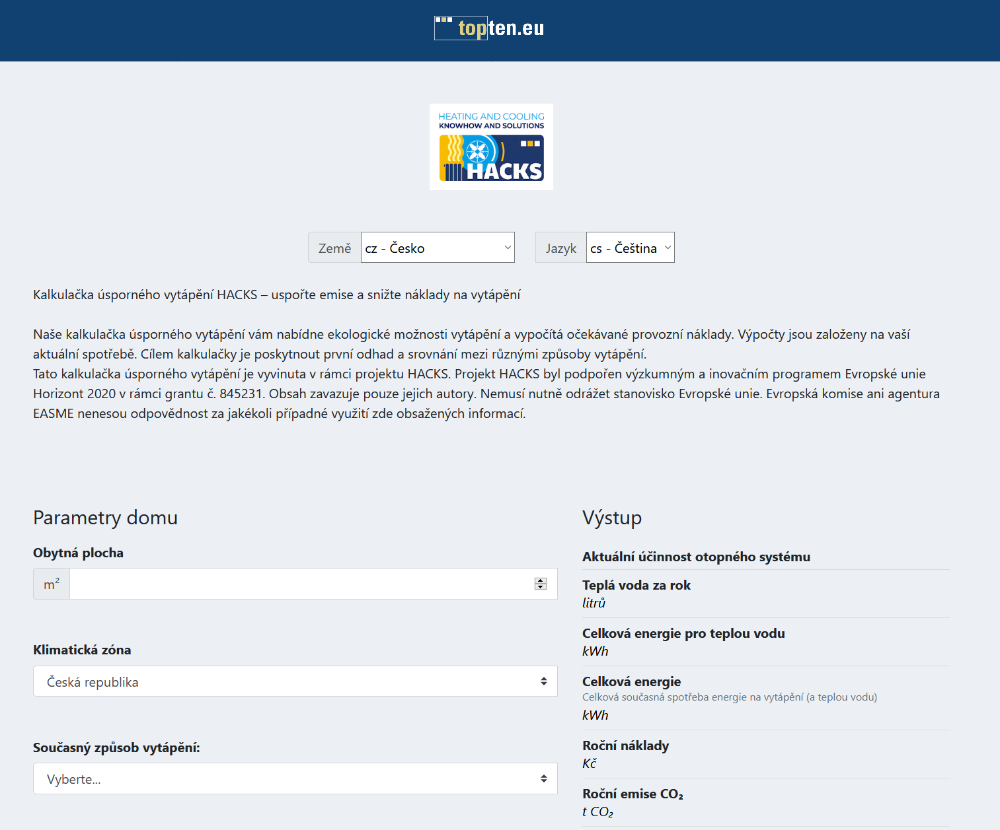 topten.eu
HEATING AND COOLING
KNOWHOW AND SOLUTIONS
HACKS
Země cz - Česko Jazyk cs - Čeština
Kalkulačka úsporného vytápění HACKS – uspořte emise a snižte náklady na vytápění
Naše kalkulačka úsporného vytápění vám nabídne ekologické možnosti vytápění a vypočítá očekávané provozní náklady. Výpočty jsou založeny na vaší
aktuální spotřebě. Cílem kalkulačky je poskytnout první odhad a srovnání mezi různými způsoby vytápění.
Tato kalkulačka úsporného vytápění je vyvinuta v rámci projektu HACKS. Projekt HACKS byl podpořen výzkumným a inovačním programem Evropské unie
Horizont 2020 v rámci grantu č. 845231. Obsah zavazuje pouze jejich autory. Nemusí nutně odrážet stanovisko Evropské unie. Evropská komise ani agentura
EASME nenesou odpovědnost za jakékoli případné využití zde obsažených informací.
Parametry domu
Obytná plocha
m²
Klimatická zóna
Česká republika
Současný způsob vytápění:
Vyberte...
Výstup
Aktuální účinnost otopného systému
Teplá voda za rok
litrů
Celková energie pro teplou vodu
kWh
Celková energie
Celková současná spotřeba energie na vytápění (a teplou vodu)
kWh
Roční náklady
Kč
Roční emise CO₂
t CO₂